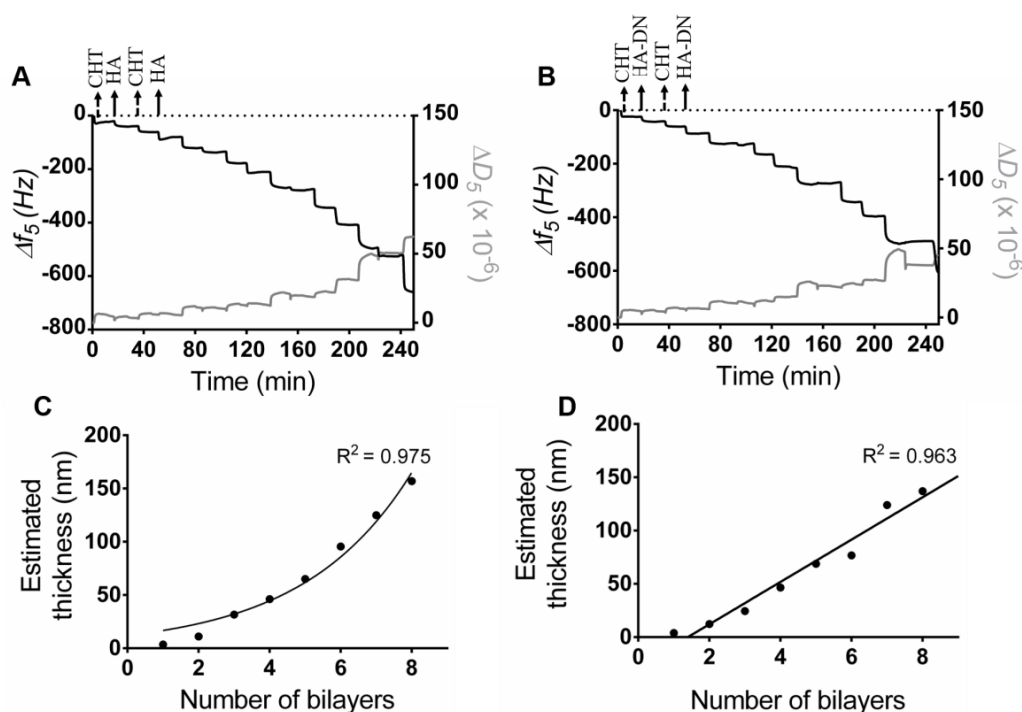 A
CHT
HA
CHT
HA
0
-200
-400
-600
-800
Δf5 (Hz)
150
100
50
0
ΔD5 (x 10-6)
0 40 80 120 160 200 240
Time (min)
B
CHT
HA-DN
CHT
HA-DN
0
-200
-400
-600
-800
Δf5 (Hz)
150
100
50
0
ΔD5 (x 10-6)
0 40 80 120 160 200 240
Time (min)
C
200
150
100
50
0
Estimated
thickness (nm)
R2 = 0.975
0 2 4 6 8
Number of bilayers
D
200
150
100
50
0
Estimated
thickness (nm)
R2 = 0.963
0 2 4 6 8
Number of bilayers